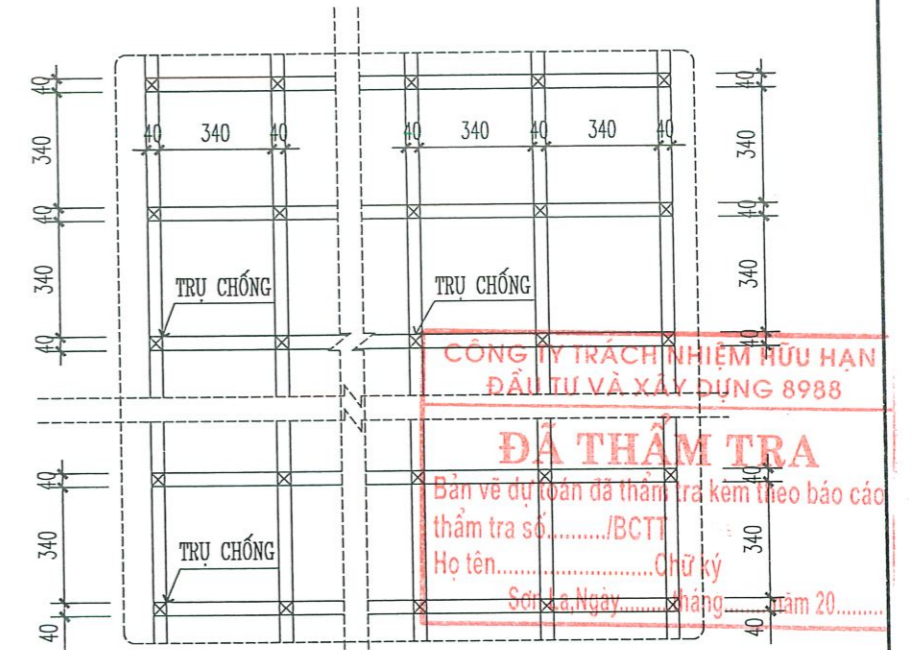 40
40
340
40
340
40
340
40
40
340
40
340
340
40
40
340
340
TRỤ CHỐNG
TRỤ CHỐNG
40
40
CÔNG TY TRÁCH NHIỆM HỮU HẠN
ĐẦU TƯ VÀ XÂY DỰNG 8988
ĐÃ THẨM TRA
40
40
Bản vẽ dự toán đã thẩm tra kèm theo báo cáo
thẩm tra số.........../BCTT
340
340
TRỤ CHỐNG
Họ tên............................Chữ ký
Sơn La,Ngày.........tháng.........năm 20.........
40
40